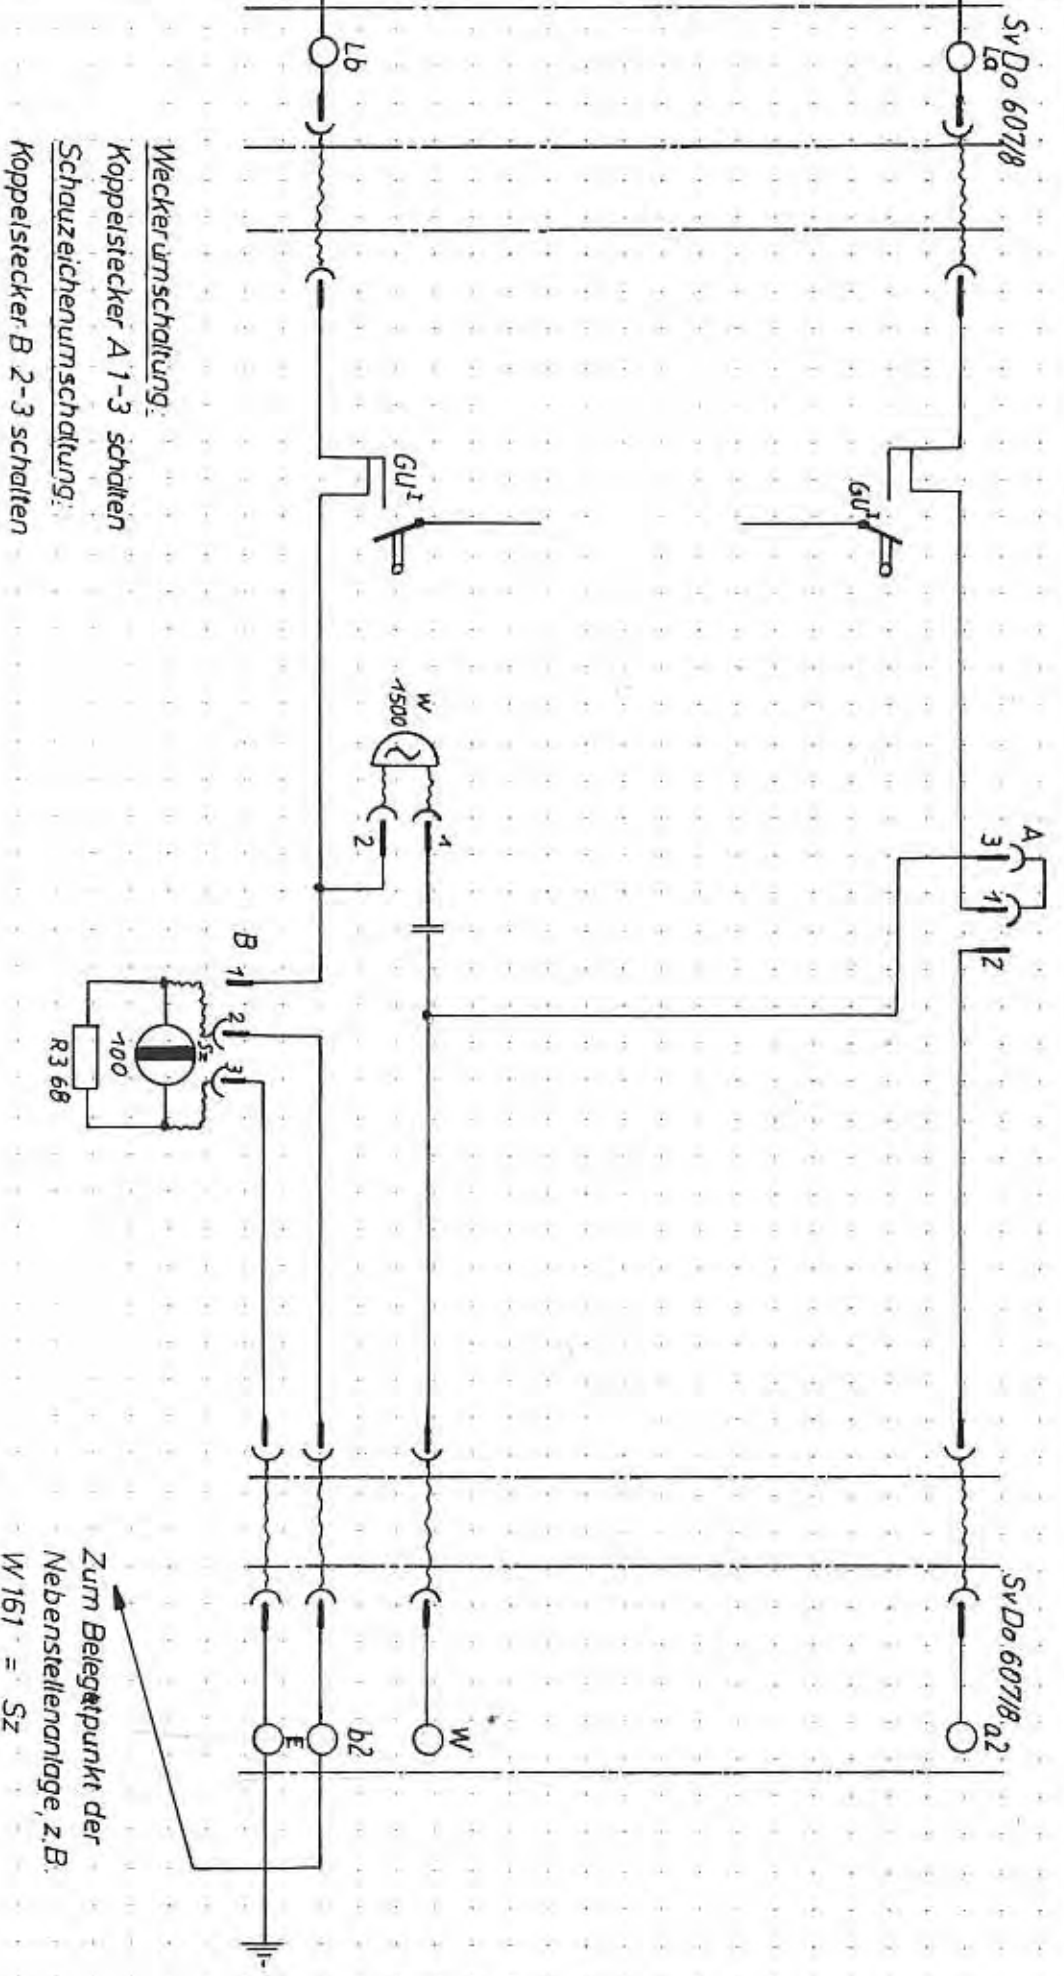 SvDo 607/8
La
Lb
GUᴵ
GUᴵ
W
1500
1
2
A
3
1
2
B
1
2
3
Sz
100
R3 68
SvDo 607/8
a2
W
b2
E
Weckerumschaltung:
Koppelstecker A 1-3 schalten
Schauzeichenumschaltung:
Koppelstecker B 2-3 schalten
Zum Belegtpunkt der
Nebenstellenanlage, z.B.
W 161 = Sz